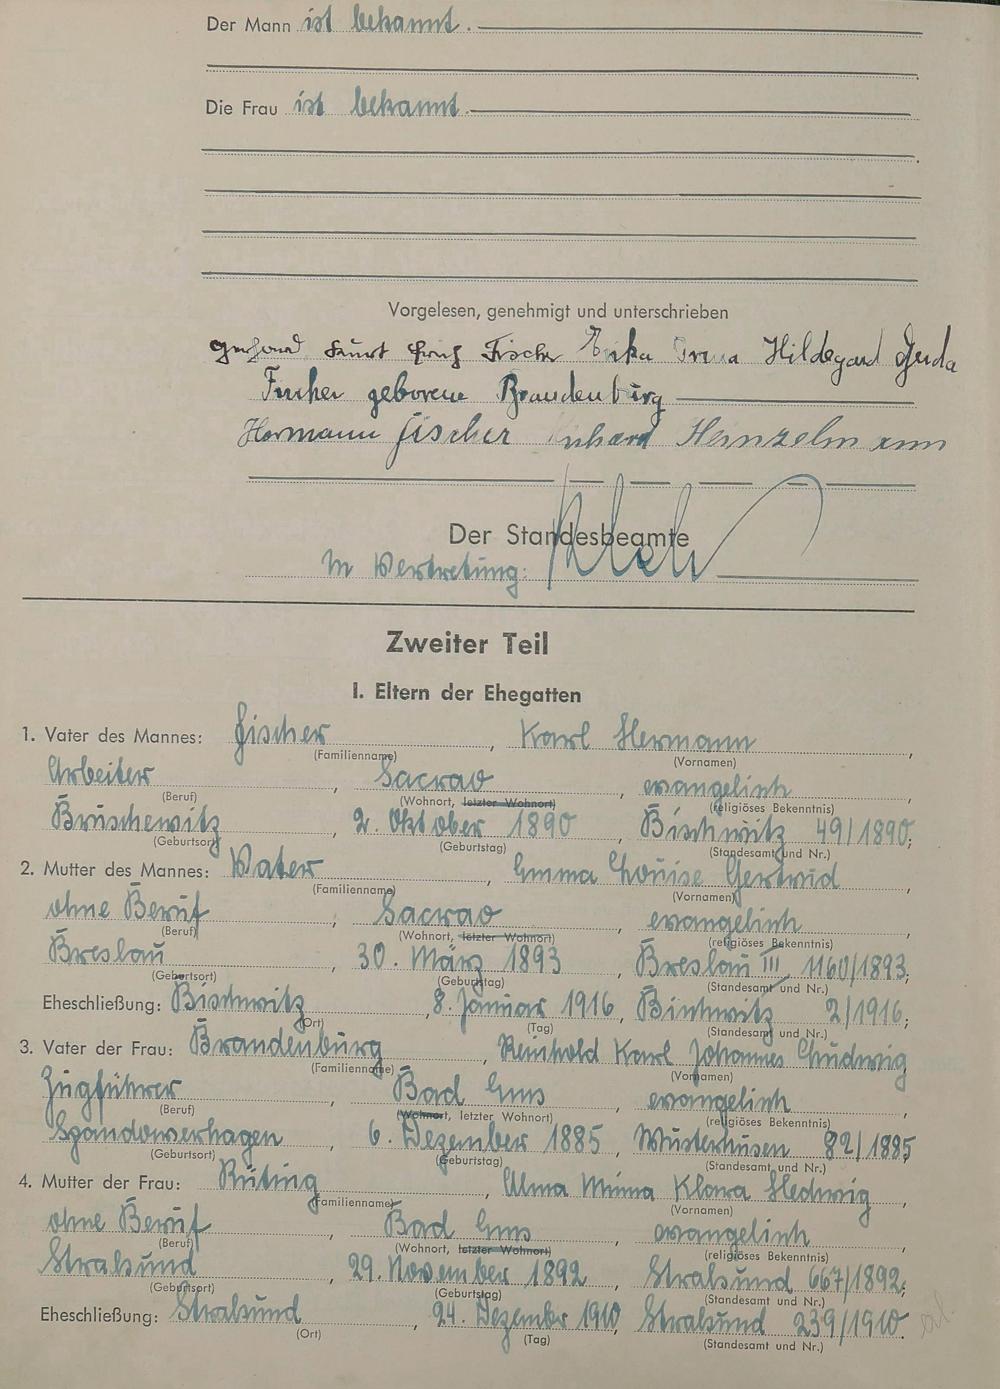 Der Mann ist bekannt.
Die Frau ist bekannt.
Vorgelesen, genehmigt und unterschrieben
Gerhard Kurt Fischer Erika Irma Hildegard Gerda
Fischer geborene Brandenburg
Hermann Fischer Heinzelmann
Der Standesbeamte
In Vertretung:
Zweiter Teil
I. Eltern der Ehegatten
1. Vater des Mannes: Fischer, Karl Hermann,
(Familienname) (Vornamen)
Arbeiter, Sacrao, evangelisch,
(Beruf) (Wohnort, letzter Wohnort) (religiöses Bekenntnis)
Brüschewitz, 2. Oktober 1890, Bischwitz 49/1890;
(Geburtsort) (Geburtstag) (Standesamt und Nr.)
2. Mutter des Mannes: Vater, Emma Louise Gertrud,
(Familienname) (Vornamen)
ohne Beruf, Sacrao, evangelisch,
(Beruf) (Wohnort, letzter Wohnort) (religiöses Bekenntnis)
Breslau, 30. März 1893, Breslau III, 1160/1893;
(Geburtsort) (Geburtstag) (Standesamt und Nr.)
Eheschließung: Bischwitz, 8. Januar 1916, Bischwitz 2/1916;
(Ort) (Tag) (Standesamt und Nr.)
3. Vater der Frau: Brandenburg, Reinhold Karl Johannes Ludwig
(Familienname) (Vornamen)
Zugführer, Bad Ems, evangelisch,
(Beruf) (Wohnort, letzter Wohnort) (religiöses Bekenntnis)
Spandowerhagen, 6. Dezember 1885, Wusterhusen 82/1885
(Geburtsort) (Geburtstag) (Standesamt und Nr.)
4. Mutter der Frau: Rüting, Alma Minna Klara Hedwig,
(Familienname) (Vornamen)
ohne Beruf, Bad Ems, evangelisch,
(Beruf) (Wohnort, letzter Wohnort) (religiöses Bekenntnis)
Stralsund, 29. November 1892, Stralsund 667/1892;
(Geburtsort) (Geburtstag) (Standesamt und Nr.)
Eheschließung: Stralsund, 24. Dezember 1910, Stralsund 239/1910.
(Ort) (Tag) (Standesamt und Nr.)